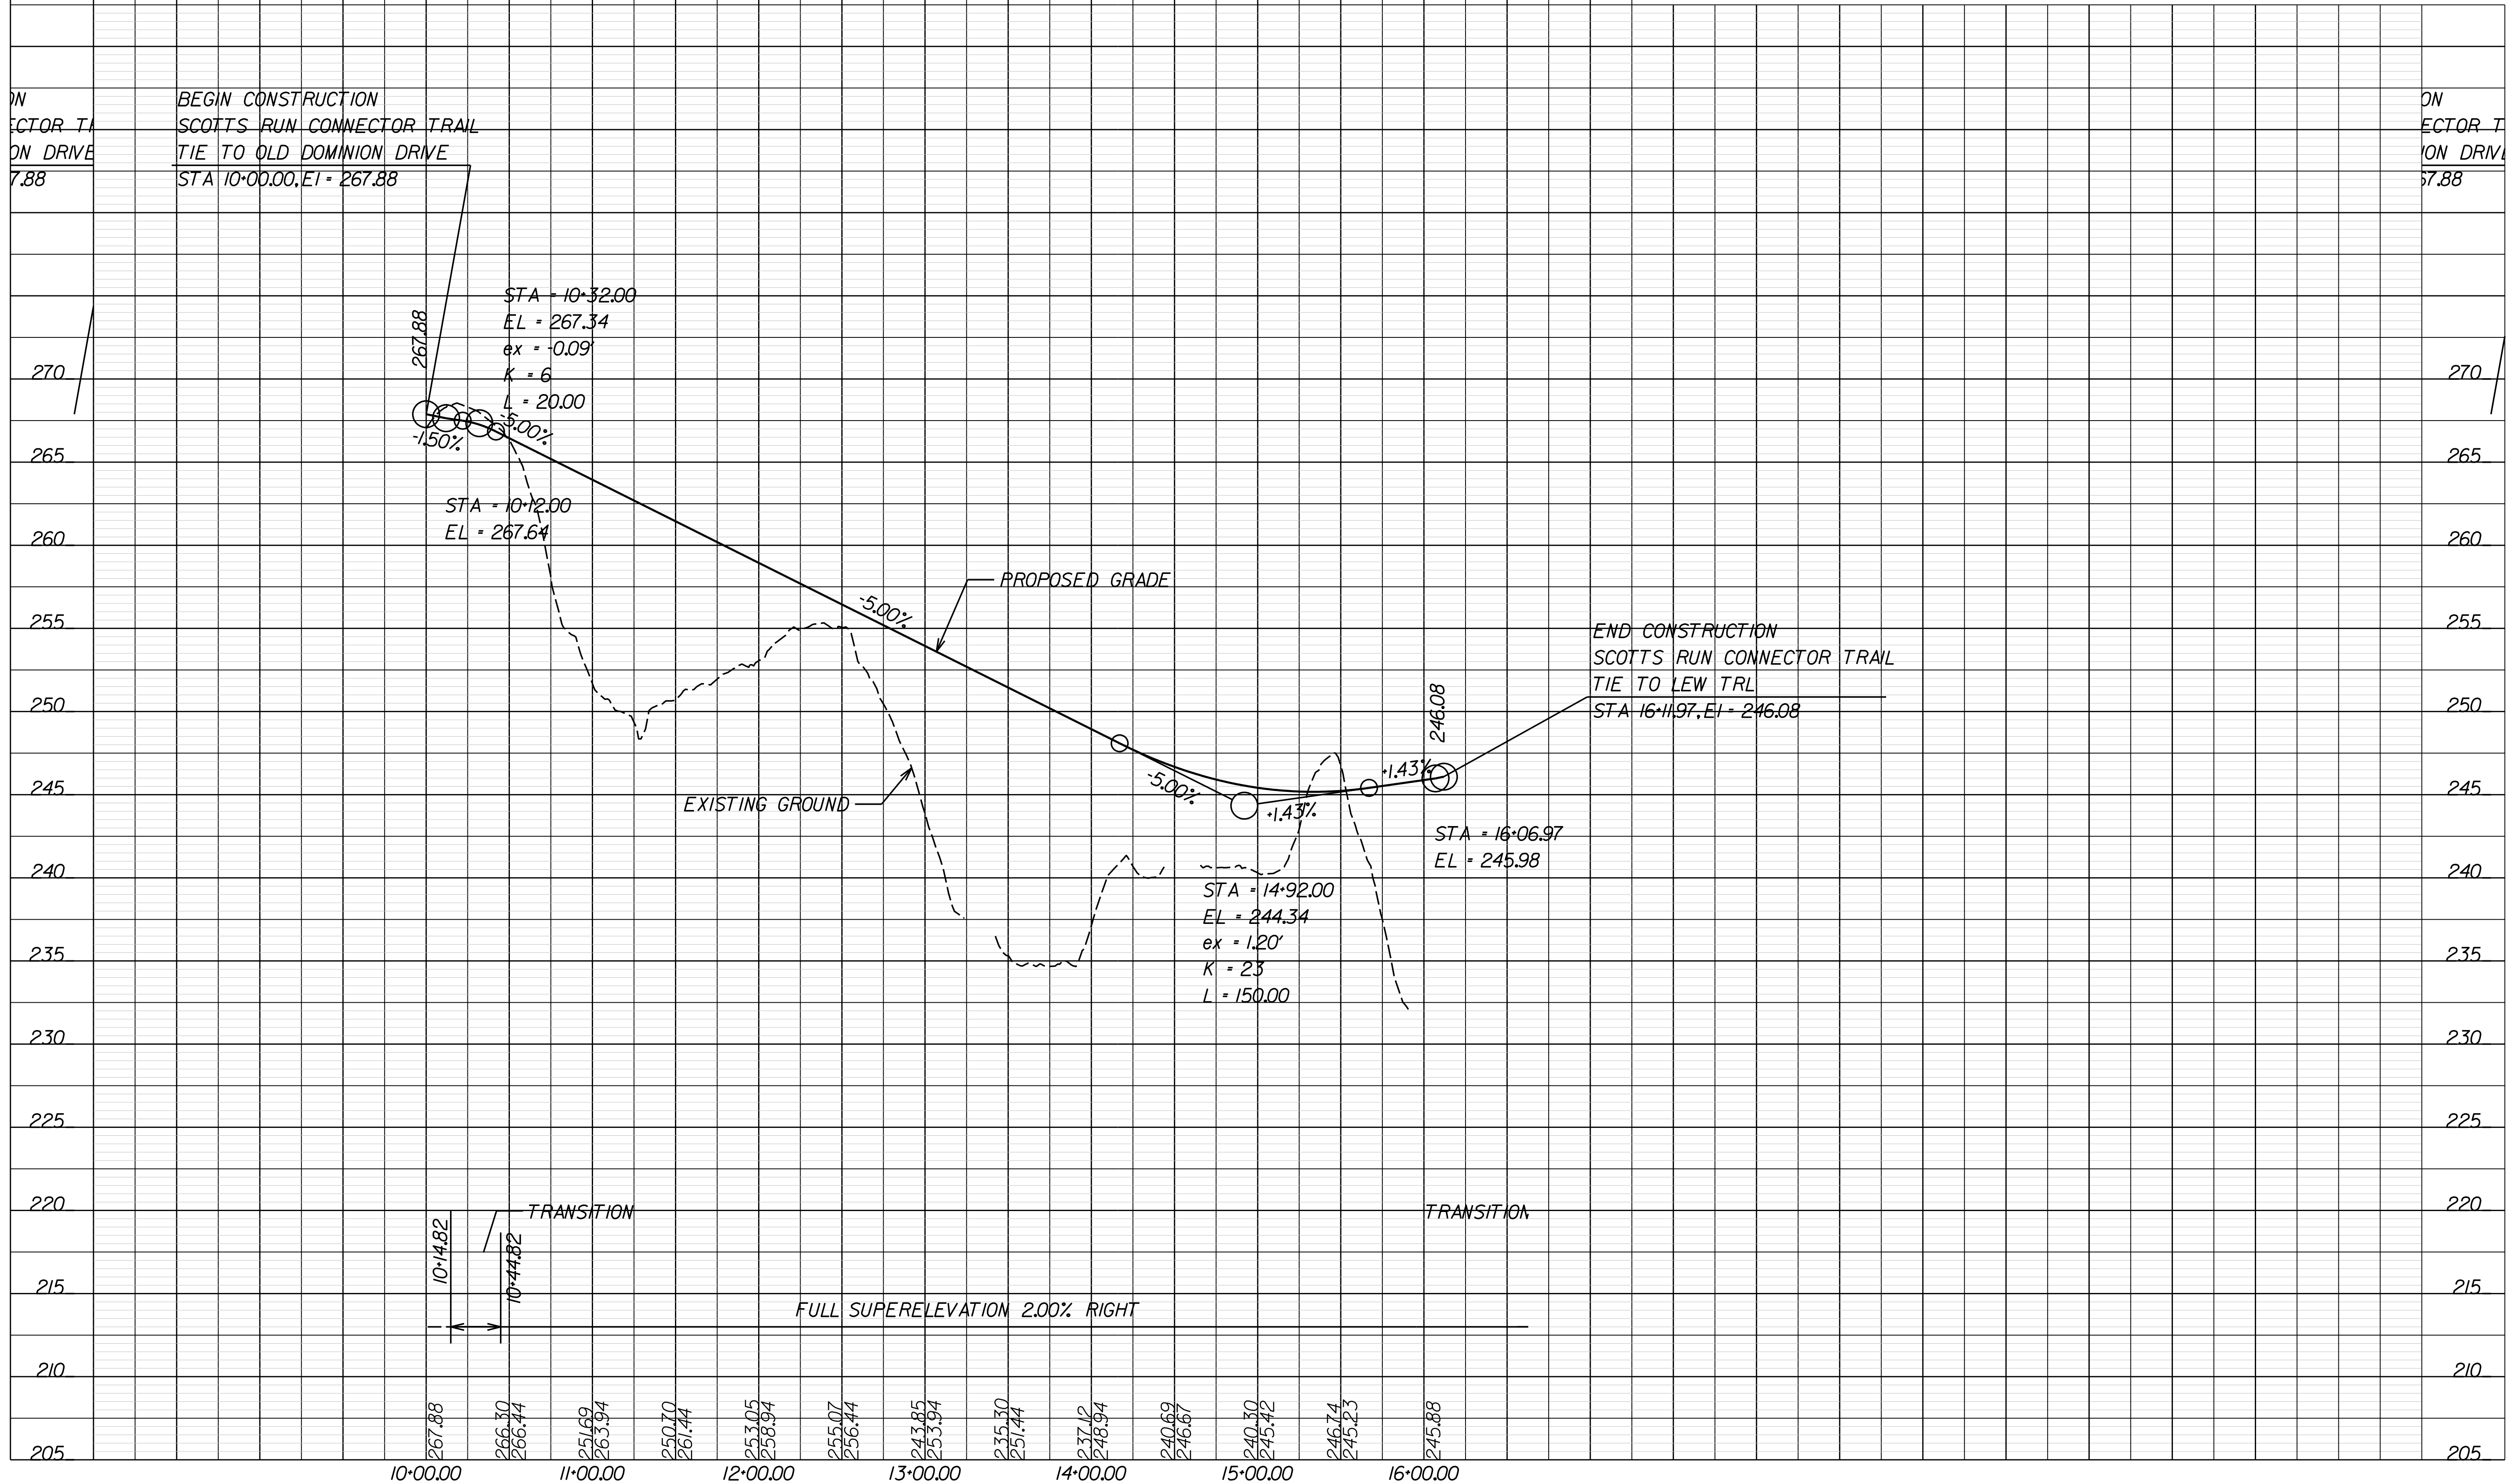 ON
ECTOR TR
ON DRIVE
7.88
BEGIN CONSTRUCTION
SCOTTS RUN CONNECTOR TRAIL
TIE TO OLD DOMINION DRIVE
STA 10+00.00, El = 267.88
ON
ECTOR T
ION DRIVE
67.88
267.88
STA = 10+32.00
EL = 267.34
ex = -0.09'
K = 6
L = 20.00
-5.00%
-1.50%
STA = 10+12.00
EL = 267.64
PROPOSED GRADE
-5.00%
EXISTING GROUND
-5.00%
+1.43%
+1.43%
246.08
END CONSTRUCTION
SCOTTS RUN CONNECTOR TRAIL
TIE TO LEW TRL
STA 16+11.97, El = 246.08
STA = 16+06.97
EL = 245.98
STA = 14+92.00
EL = 244.34
ex = 1.20'
K = 23
L = 150.00
270 270
265 265
260 260
255 255
250 250
245 245
240 240
235 235
230 230
225 225
220 220
215 215
210 210
205 205
TRANSITION
TRANSITION
10+14.82
10+44.82
FULL SUPERELEVATION 2.00% RIGHT
267.88
266.30
266.44
251.69
263.94
250.70
261.44
253.05
258.94
255.07
256.44
243.85
253.94
235.30
251.44
237.12
248.94
240.69
246.67
240.30
245.42
246.74
245.23
245.88
10+00.00 11+00.00 12+00.00 13+00.00 14+00.00 15+00.00 16+00.00